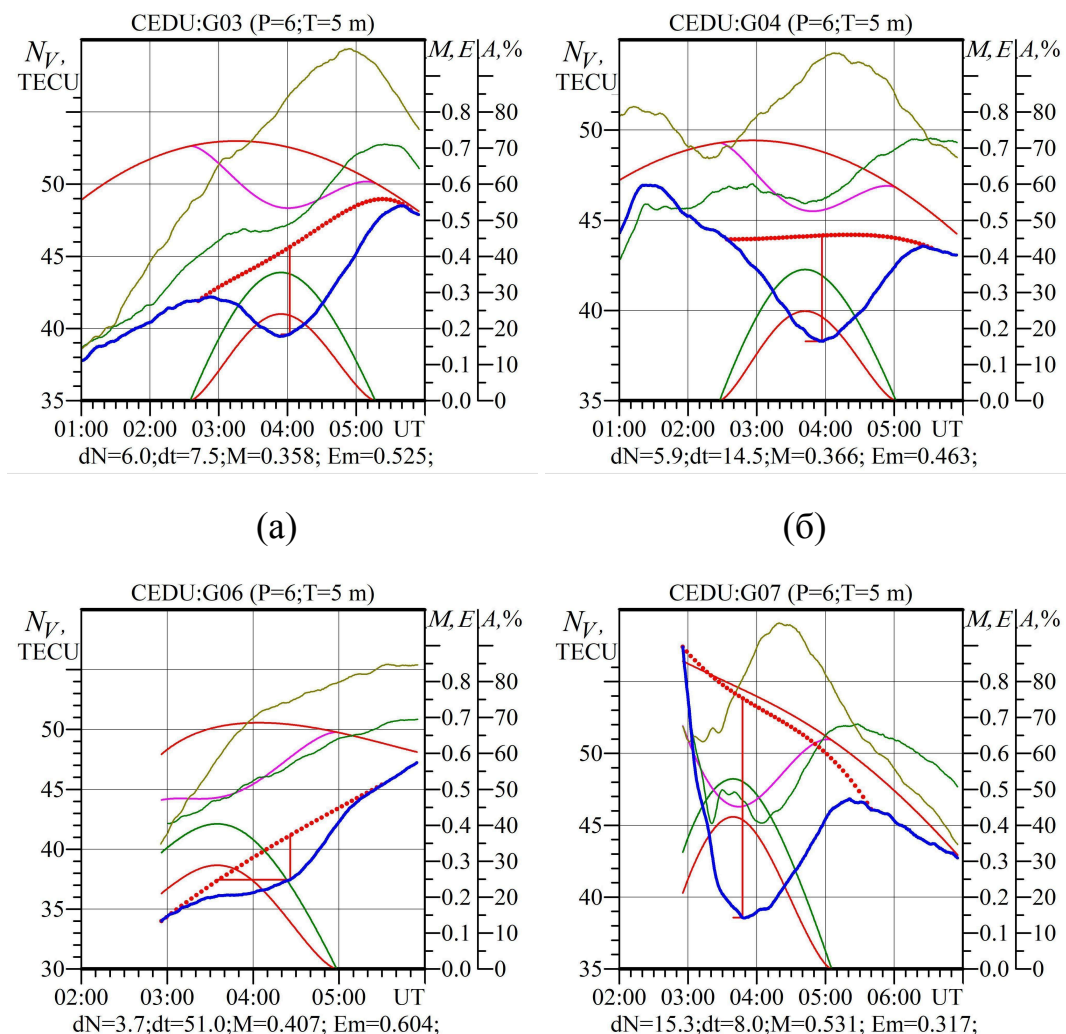 CEDU:G03 (P=6;T=5 m)
N_V, TECU
M, E A,%
50
45
40
35
0.8 80
0.7 70
0.6 60
0.5 50
0.4 40
0.3 30
0.2 20
0.1 10
0.0 0
01:00 02:00 03:00 04:00 05:00 UT
dN=6.0;dt=7.5;M=0.358; Em=0.525;
(а)
CEDU:G04 (P=6;T=5 m)
N_V, TECU
M, E A,%
50
45
40
35
0.8 80
0.7 70
0.6 60
0.5 50
0.4 40
0.3 30
0.2 20
0.1 10
0.0 0
01:00 02:00 03:00 04:00 05:00 UT
dN=5.9;dt=14.5;M=0.366; Em=0.463;
(б)
CEDU:G06 (P=6;T=5 m)
N_V, TECU
M, E A,%
50
45
40
35
30
0.8 80
0.7 70
0.6 60
0.5 50
0.4 40
0.3 30
0.2 20
0.1 10
0.0 0
02:00 03:00 04:00 05:00 UT
dN=3.7;dt=51.0;M=0.407; Em=0.604;
CEDU:G07 (P=6;T=5 m)
N_V, TECU
M, E A,%
50
45
40
35
0.8 80
0.7 70
0.6 60
0.5 50
0.4 40
0.3 30
0.2 20
0.1 10
0.0 0
02:00 03:00 04:00 05:00 06:00 UT
dN=15.3;dt=8.0;M=0.531; Em=0.317;